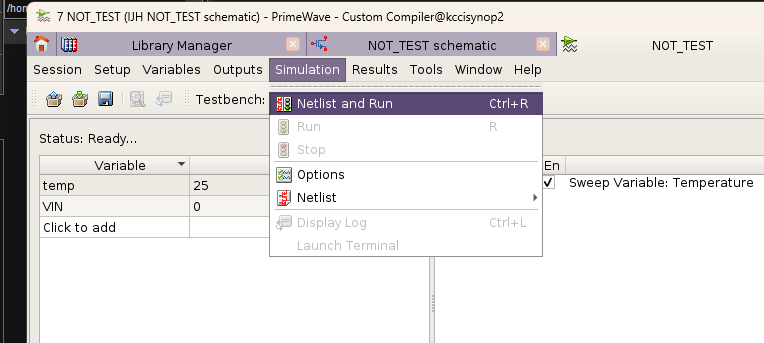 /hom
7 NOT_TEST (IJH NOT_TEST schematic) - PrimeWave - Custom Compiler@kccisynop2
Library Manager NOT_TEST schematic NOT_TEST
Session Setup Variables Outputs Simulation Results Tools Window Help
Testbench:
Netlist and Run Ctrl+R
Run R
Stop
Options
Netlist
Display Log Ctrl+L
Launch Terminal
Status: Ready...
Variable En
temp 25 Sweep Variable: Temperature
VIN 0
Click to add